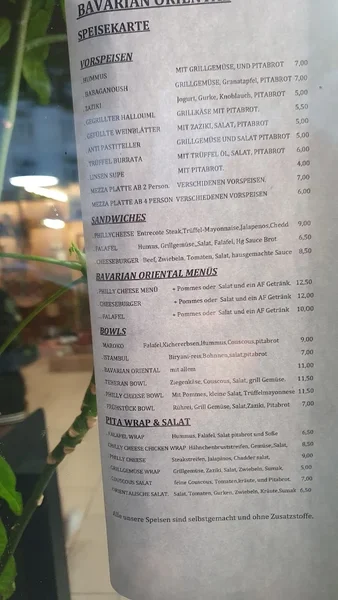 BAVARIAN ORIENTAL
SPEISEKARTE
VORSPEISEN
HUMMUS MIT GRILLGEMÜSE, UND PITABROT 7,00
BABAGANOUSH GRILLGEMÜSE, Granatapfel, PITABROT 7,00
ZAZIKI Jogurt, Gurke, Knoblauch, PITABROT 5,00
GEGRILLTER HALLOUMI, GRILLKÄSE MIT PITABROT. 5,50
GEFÜLLTE WEINBLÄTTER MIT ZAZIKI, SALAT, PITABROT 5,00
ANTI PASTITELLER GRILLGEMÜSE UND SALAT PITABROT 5,00
TRÜFFEL BURRATA MIT TRÜFFEL ÖL, SALAT, PITABROT 6,00
LINSEN SUPE MIT PITABROT. 4,00
MEZZA PLATTE AB 2 Person VERSCHIDENEN VORSPEISEN. 7,00
MEZZA PLATTE AB 4 PERSON VERSCHIDENEN VORSPEISEN 6,00
SANDWICHES
PHILLYCHEESE Entrecote Steak,Trüffel-Mayonnaise,Jalapenos,Chedd 9,00
FALAFEL Humus, Grillgemüse,Salat, Falafel, Hg Sauce Brot 6,50
CHEESEBURGER Beef, Zwiebeln, Tomaten, Salat, hausgemachte Sauce 8,50
BAVARIAN ORIENTAL MENÜS
PHILLY CHEESE MENÜ + Pommes oder Salat und ein AF Getränk. 12,50
CHEESEBURGER + Pommes oder Salat und ein AF Getränk 12,00
FALAFEL + Pommes oder Salat und ein AF Getränk. 10,00
BOWLS
MAROKO Falafel,Kichererbsen,Hummus,Couscous,pitabrot 9,00
ISTANBUL Biryani-reis,Bohnen,salat,pitabrot 7,00
BAVARIAN ORIENTAL mit allem 11,00
TEHERAN BOWL Ziegenkäse, Couscous, Salat, grill Gemüse. 11,50
PHILLY CHEESE BOWL Mit Pommes, kleine Salat, Trüffelmayonnese 11,50
FRÜHSTÜCK BOWL Rührei, Grill Gemüse, Salat,Zaziki, Pitabrot 7,00
PITA WRAP & SALAT
FALAFEL WRAP Hummus, Falafel, Salat pitabrot und Soße 6,50
GRILLY CHEESE CHICKEN WRAP Hähnchenbruststreifen, Gemüse, Salat, 8,50
PHILLY CHEESE Steakstreifen, Jalapinos, Chadder salat, 9,00
GRILLGEMÜSE WRAP Grillgemüse, Zaziki, Salat, Zwiebeln, Sumak. 5,00
COUSCOUS SALAT feine Couscous, Tomaten,kräute, und Pitabrot. 7,00
ORIENTALISCHE SALAT. Salat, Tomaten, Gurken, Zwiebeln, Kräute,Sumak 6,50
Alle unsere Speisen sind selbstgemacht und ohne Zusatzstoffe.